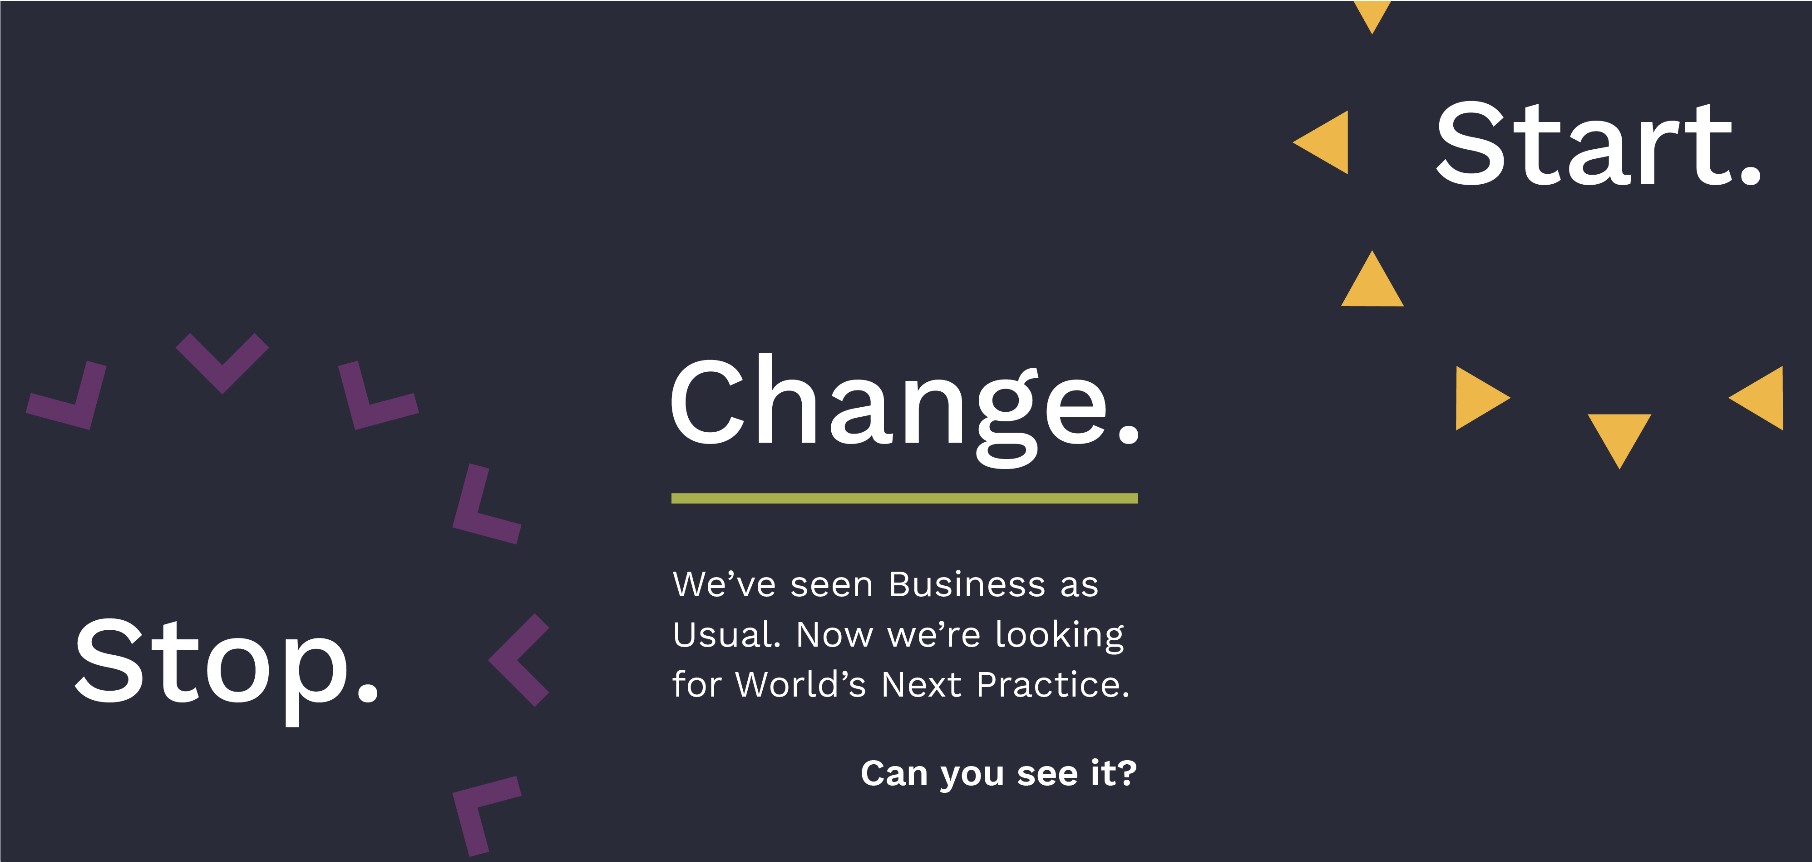 Start.
Change.
We’ve seen Business as
Usual. Now we’re looking
for World’s Next Practice.
Stop.
Can you see it?